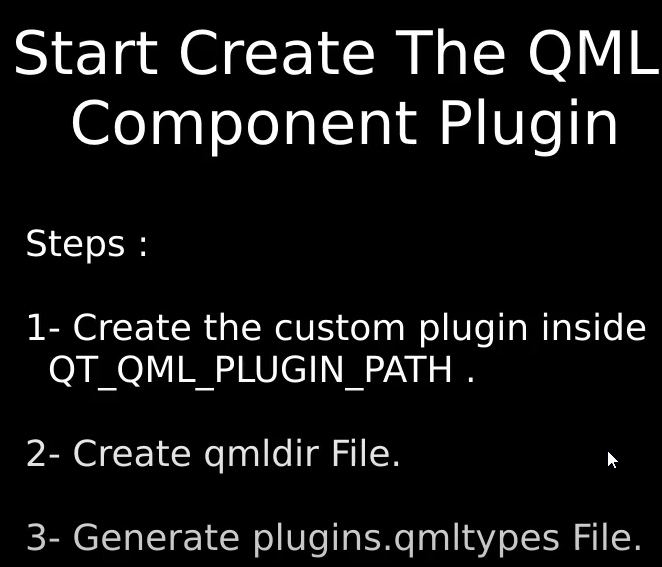 Start Create The QML
Component Plugin
Steps :
1- Create the custom plugin inside
QT_QML_PLUGIN_PATH .
2- Create qmldir File.
3- Generate plugins.qmltypes File.